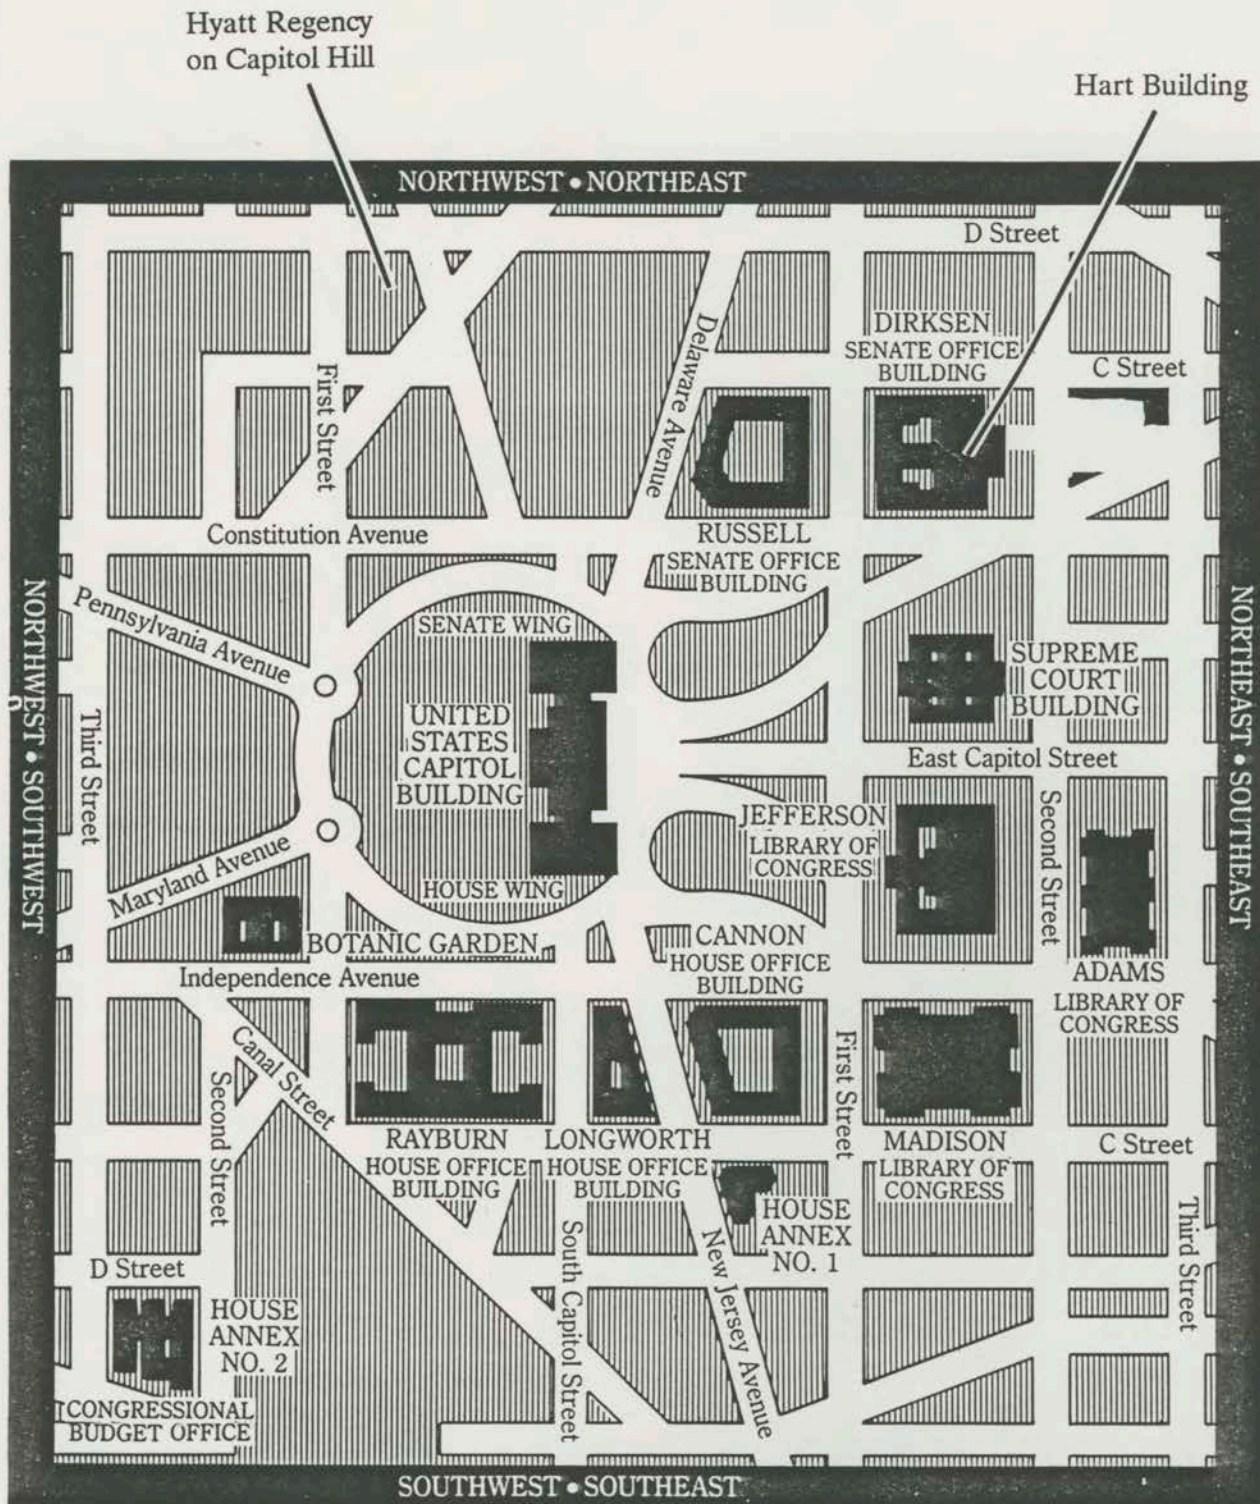 Hyatt Regency
on Capitol Hill
Hart Building
NORTHWEST • NORTHEAST
D Street
DIRKSEN
SENATE OFFICE
BUILDING
C Street
Delaware Avenue
First Street
Constitution Avenue
RUSSELL
SENATE OFFICE
BUILDING
Pennsylvania Avenue
SENATE WING
SUPREME
COURT
BUILDING
NORTHWEST • SOUTHWEST
NORTHEAST • SOUTHEAST
Third Street
UNITED
STATES
CAPITOL
BUILDING
East Capitol Street
JEFFERSON
LIBRARY OF
CONGRESS
Second Street
Maryland Avenue
HOUSE WING
BOTANIC GARDEN
CANNON
HOUSE OFFICE
BUILDING
ADAMS
LIBRARY OF
CONGRESS
Independence Avenue
Canal Street
Second Street
First Street
RAYBURN
HOUSE OFFICE
BUILDING
LONGWORTH
HOUSE OFFICE
BUILDING
MADISON
LIBRARY OF
CONGRESS
C Street
HOUSE
ANNEX
NO. 1
Third Street
South Capitol Street
New Jersey Avenue
D Street
HOUSE
ANNEX
NO. 2
CONGRESSIONAL
BUDGET OFFICE
SOUTHWEST • SOUTHEAST